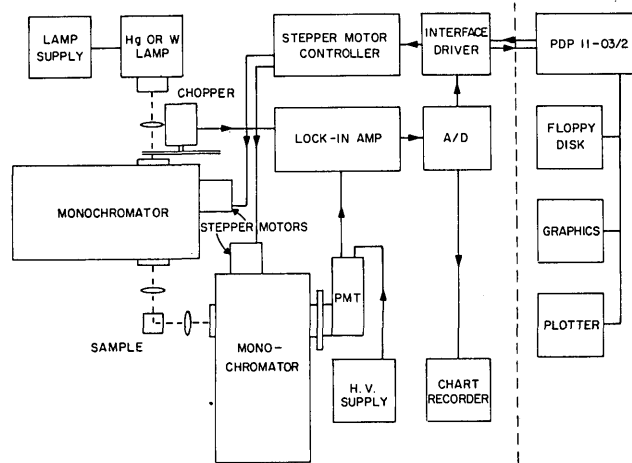 LAMP
SUPPLY
Hg OR W
LAMP
STEPPER MOTOR
CONTROLLER
INTERFACE
DRIVER
PDP 11-03/2
CHOPPER
LOCK-IN AMP
A/D
FLOPPY
DISK
MONOCHROMATOR
STEPPER MOTORS
GRAPHICS
PMT
PLOTTER
SAMPLE
MONO-
CHROMATOR
H.V.
SUPPLY
CHART
RECORDER